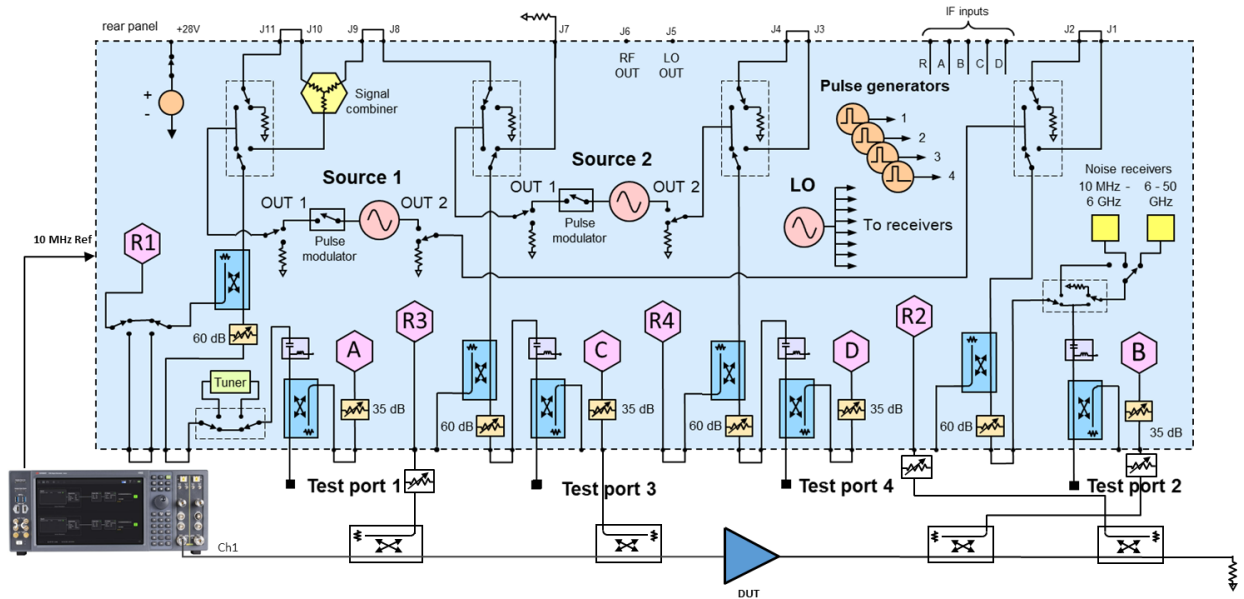 rear panel
+28V
J11
J10
J9
J8
J7
J6
J5
J4
J3
IF inputs
J2
J1
RF
OUT
LO
OUT
R
A
B
C
D
+
-
Signal
combiner
Pulse generators
1
2
3
4
Source 1
Source 2
OUT 1
OUT 2
OUT 1
OUT 2
Pulse
modulator
Pulse
modulator
LO
To receivers
Noise receivers
10 MHz -
6 GHz
6 - 50
GHz
10 MHz Ref
R1
R3
R4
R2
A
C
D
B
60 dB
60 dB
60 dB
60 dB
35 dB
35 dB
35 dB
35 dB
Tuner
Test port 1
Test port 3
Test port 4
Test port 2
Ch1
DUT